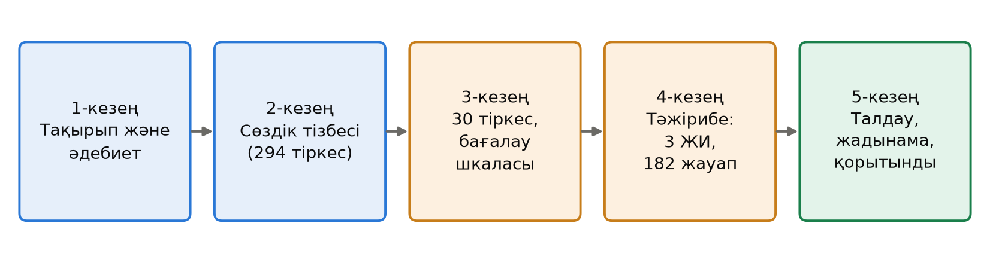 1-кезең
Тақырып және
әдебиет
2-кезең
Сөздік тізбесі
(294 тіркес)
3-кезең
30 тіркес,
бағалау
шкаласы
4-кезең
Тәжірибе:
3 ЖИ,
182 жауап
5-кезең
Талдау,
жадынама,
қорытынды